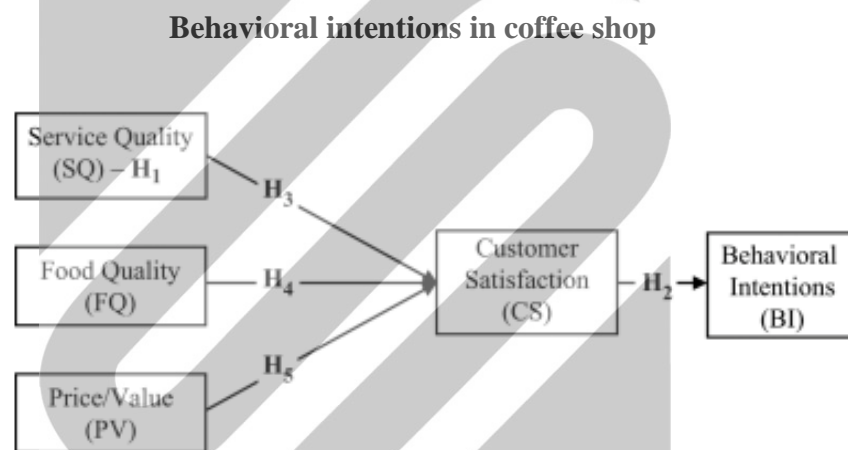 Behavioral intentions in coffee shop
Service Quality
(SQ) – H₁
H₃
Food Quality
(FQ)
H₄
Price/Value
(PV)
H₅
Customer
Satisfaction
(CS)
H₂
Behavioral
Intentions
(BI)